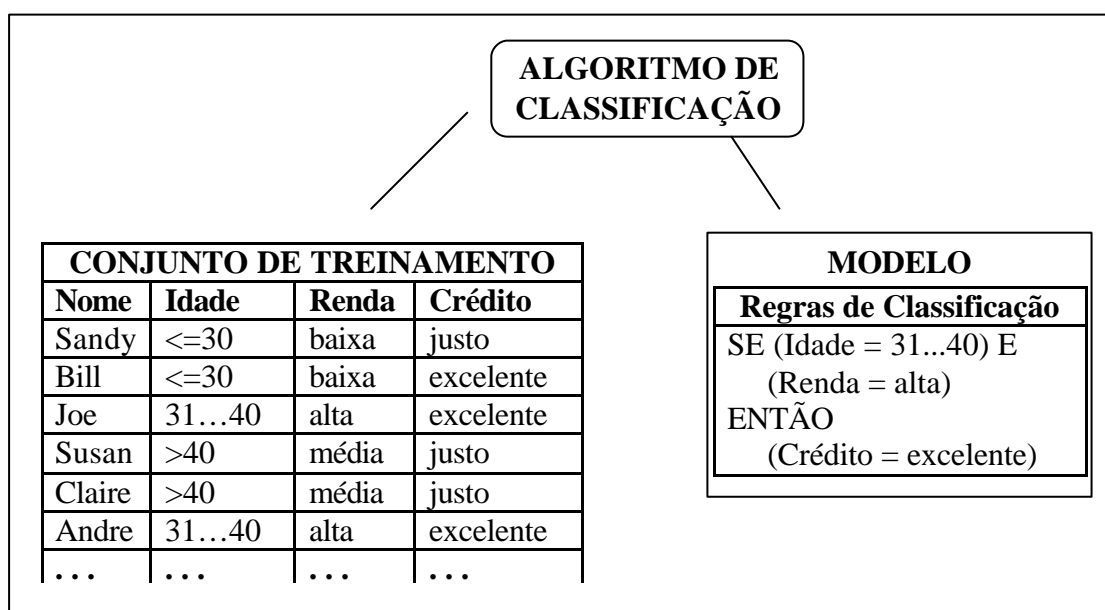 ALGORITMO DE
CLASSIFICAÇÃO
CONJUNTO DE TREINAMENTO
Nome Idade Renda Crédito
Sandy <=30 baixa justo
Bill <=30 baixa excelente
Joe 31…40 alta excelente
Susan >40 média justo
Claire >40 média justo
Andre 31…40 alta excelente
. . . . . . . . . . . .
MODELO
Regras de Classificação
SE (Idade = 31...40) E
(Renda = alta)
ENTÃO
(Crédito = excelente)